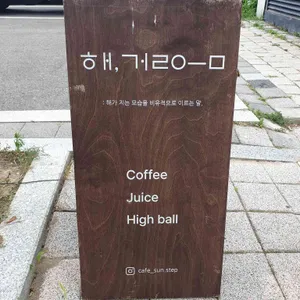 해,거ㄹㅇㅡㅁ
: 해가 지는 모습을 비유적으로 이르는 말.
Coffee
Juice
High ball
cafe_sun.step